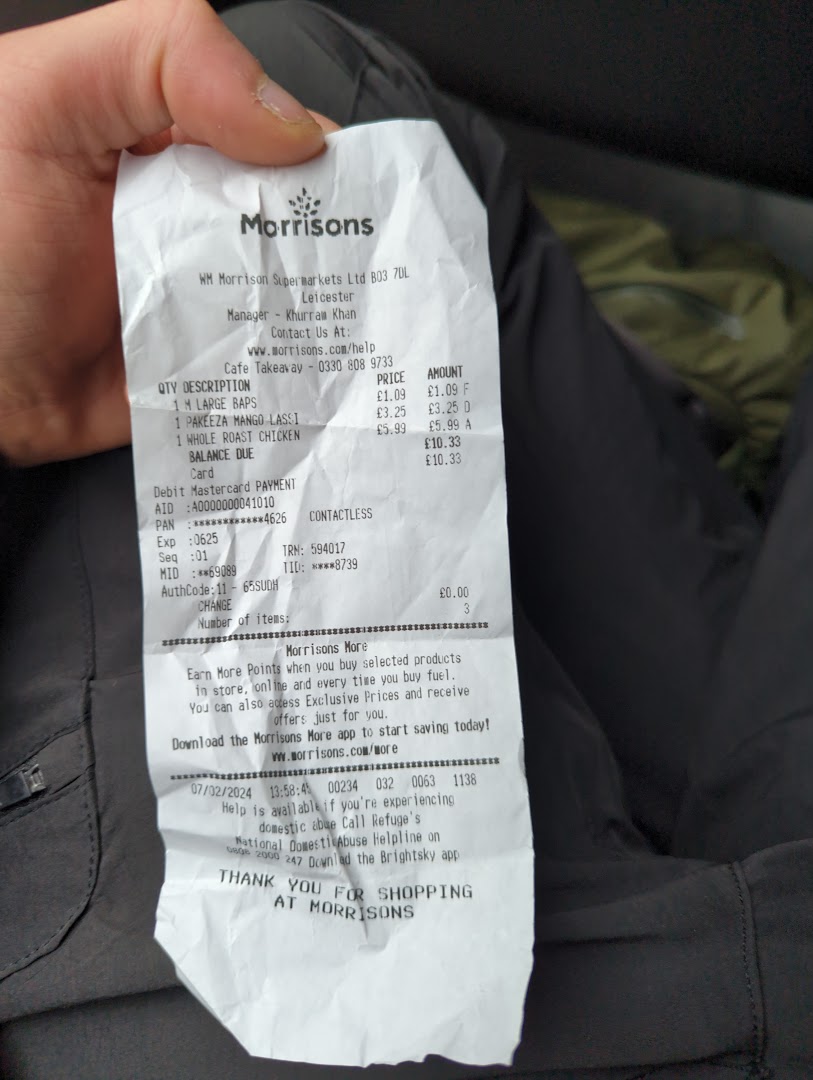 Morrisons
WM Morrison Supermarkets Ltd BO3 7DL
Leicester
Manager - Khurram Khan
Contact Us At:
www.morrisons.com/help
Cafe Takeaway - 0330 808 9733
QTY DESCRIPTION PRICE AMOUNT
1 M LARGE BAPS £1.09 £1.09 F
1 PAKEEZA MANGO LASSI £3.25 £3.25 D
1 WHOLE ROAST CHICKEN £5.99 £5.99 A
BALANCE DUE £10.33
Card £10.33
Debit Mastercard PAYMENT
AID :A0000000041010
PAN :************4626 CONTACTLESS
Exp :0625
Seq :01 TRN: 594017
MID :**69089 TID: ****8739
AuthCode:11 - 65SUDH
CHANGE £0.00
Number of items: 3
Morrisons More
Earn More Points when you buy selected products
in store, online and every time you buy fuel.
You can also access Exclusive Prices and receive
offers just for you.
Download the Morrisons More app to start saving today!
www.morrisons.com/more
07/02/2024 13:58:45 00234 032 0063 1138
Help is available if you're experiencing
domestic abuse Call Refuge's
National Domestic Abuse Helpline on
0808 2000 247 Download the Brightsky app
THANK YOU FOR SHOPPING
AT MORRISONS